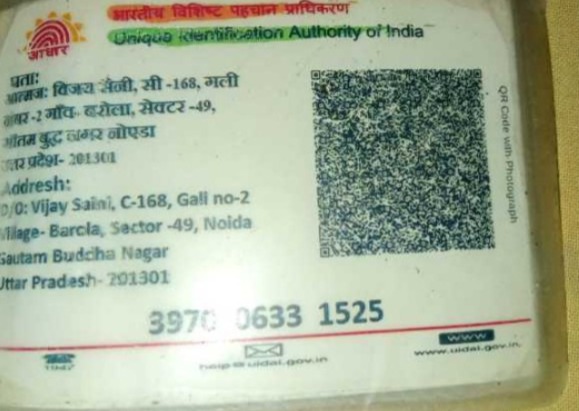 भारतीय विशिष्ट पहचान प्राधिकरण
Unique Identification Authority of India
आधार
पता:
आत्मज: विजय सैनी, सी -168, गली
-2 गाँव- बरोला, सेक्टर -49,
गौतम बुद्ध नगर नोएडा
उत्तर प्रदेश- 201301
Addresh:
Vijay Saini, C-168, Gali no-2
Village- Barola, Sector -49, Noida
Gautam Buddha Nagar
Uttar Pradesh- 201301
QR Code with Photograph
3970 0633 1525
help@uidai.gov.in
www
www.uidai.gov.in